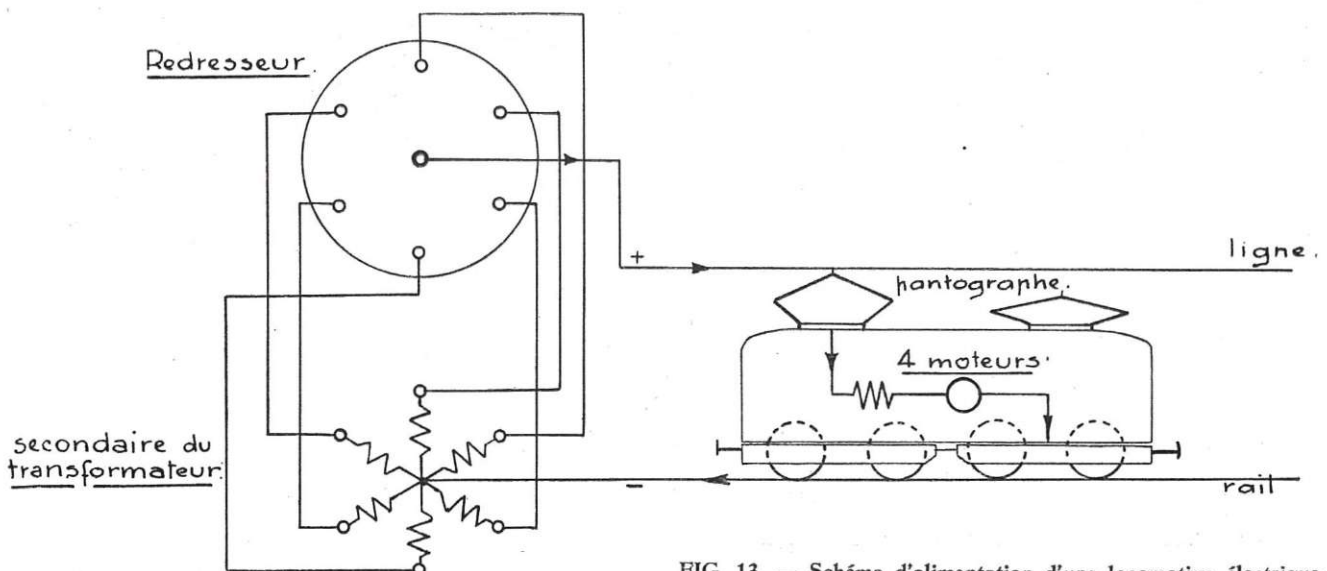 Redresseur.
+
ligne.
pantographe.
4 moteurs.
secondaire du
transformateur.
-
rail
FIG. 13. — Schéma d'alimentation d'une locomotive électrique